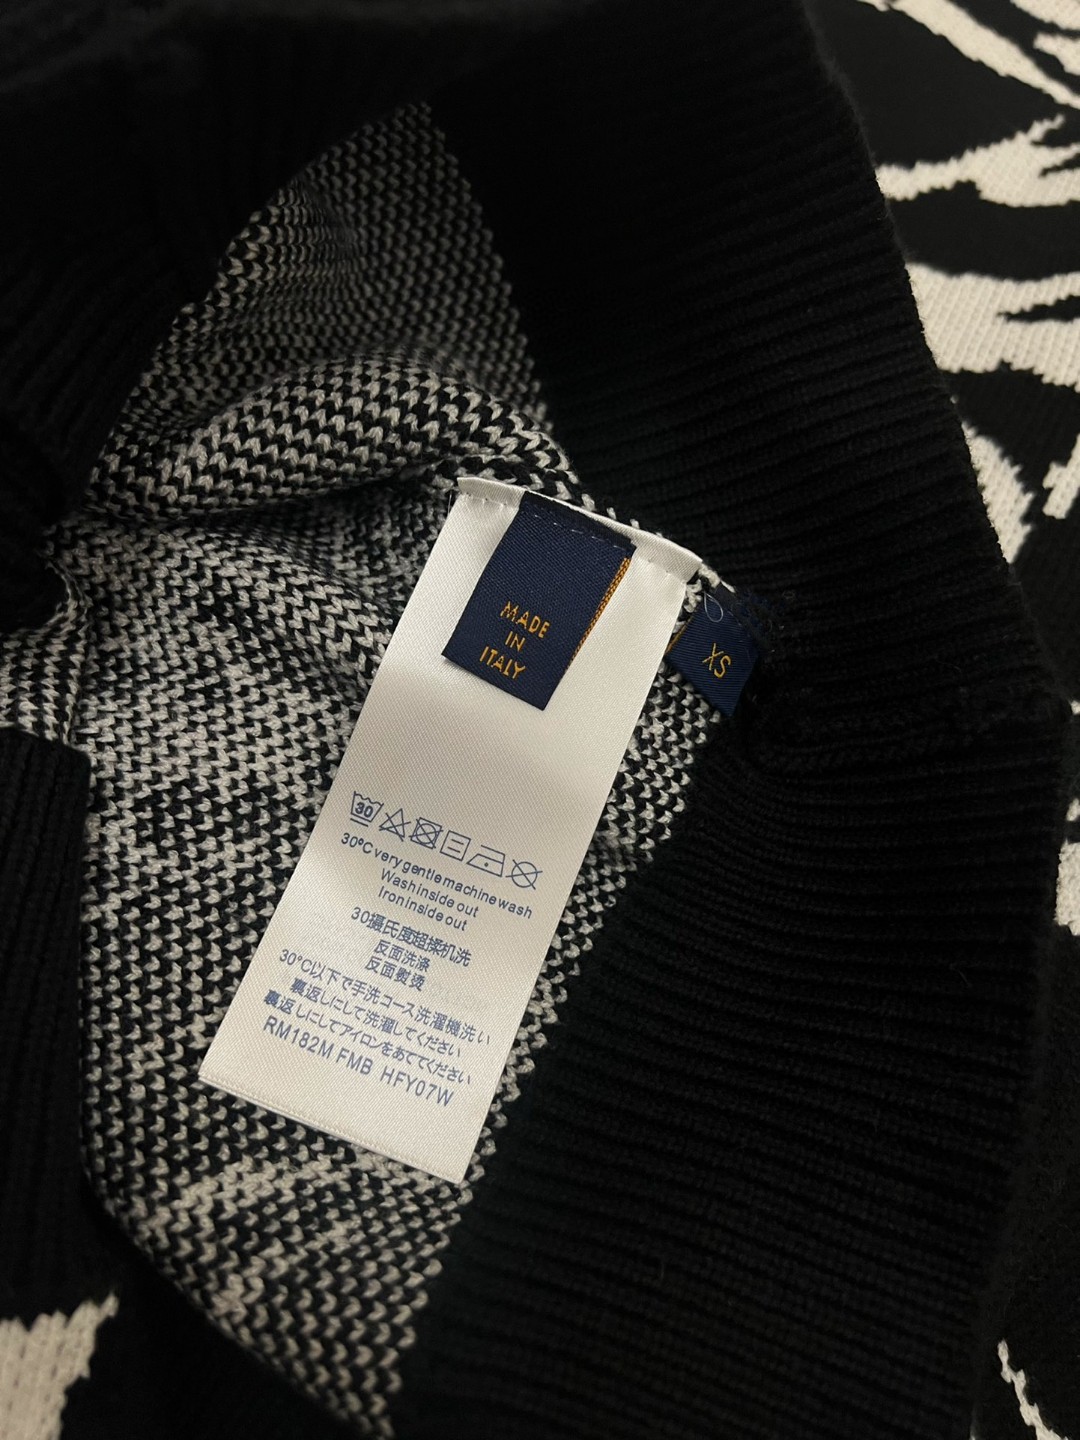 MADE
IN
ITALY
XS
30
30°C very gentle machine wash
Wash inside out
Iron inside out
30摄氏度超揉机洗
反面洗涤
反面熨烫
30°C以下で手洗コース洗濯機洗い
裏返しにして洗濯してください
裏返しにしてアイロンをあててください
RM182M FMB HFY07W